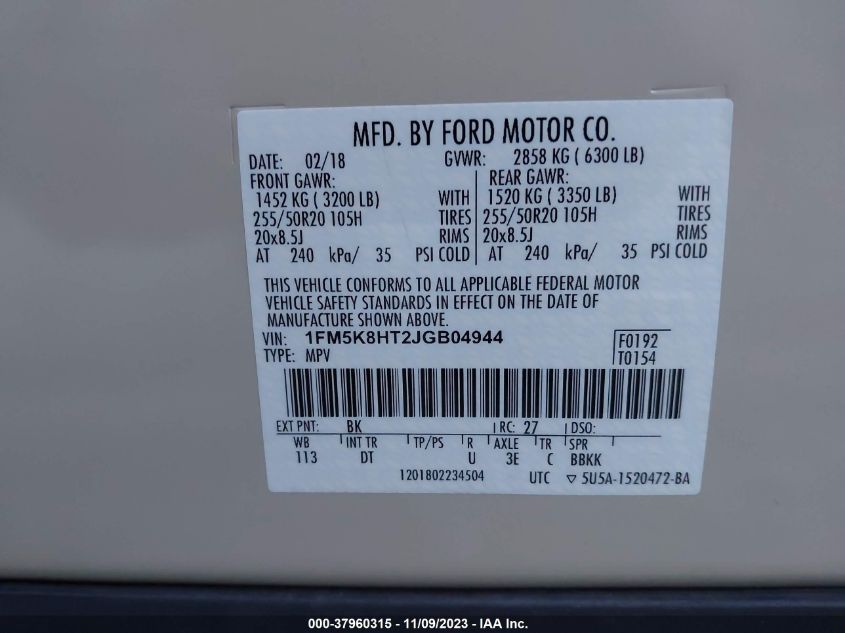 MFD. BY FORD MOTOR CO.
DATE: 02/18 GVWR: 2858 KG ( 6300 LB)
FRONT GAWR: REAR GAWR:
1452 KG ( 3200 LB) WITH 1520 KG ( 3350 LB) WITH
255/50R20 105H TIRES 255/50R20 105H TIRES
20x8.5J RIMS 20x8.5J RIMS
AT 240 kPa/ 35 PSI COLD AT 240 kPa/ 35 PSI COLD
THIS VEHICLE CONFORMS TO ALL APPLICABLE FEDERAL MOTOR
VEHICLE SAFETY STANDARDS IN EFFECT ON THE DATE OF
MANUFACTURE SHOWN ABOVE.
VIN: 1FM5K8HT2JGB04944 F0192
TYPE: MPV T0154
EXT PNT: BK RC: 27 DSO:
WB INT TR TP/PS R AXLE TR SPR
113 DT U 3E C BBKK
1201802234504 UTC ▽ 5U5A-1520472-BA
000-37960315 - 11/09/2023 - IAA Inc.